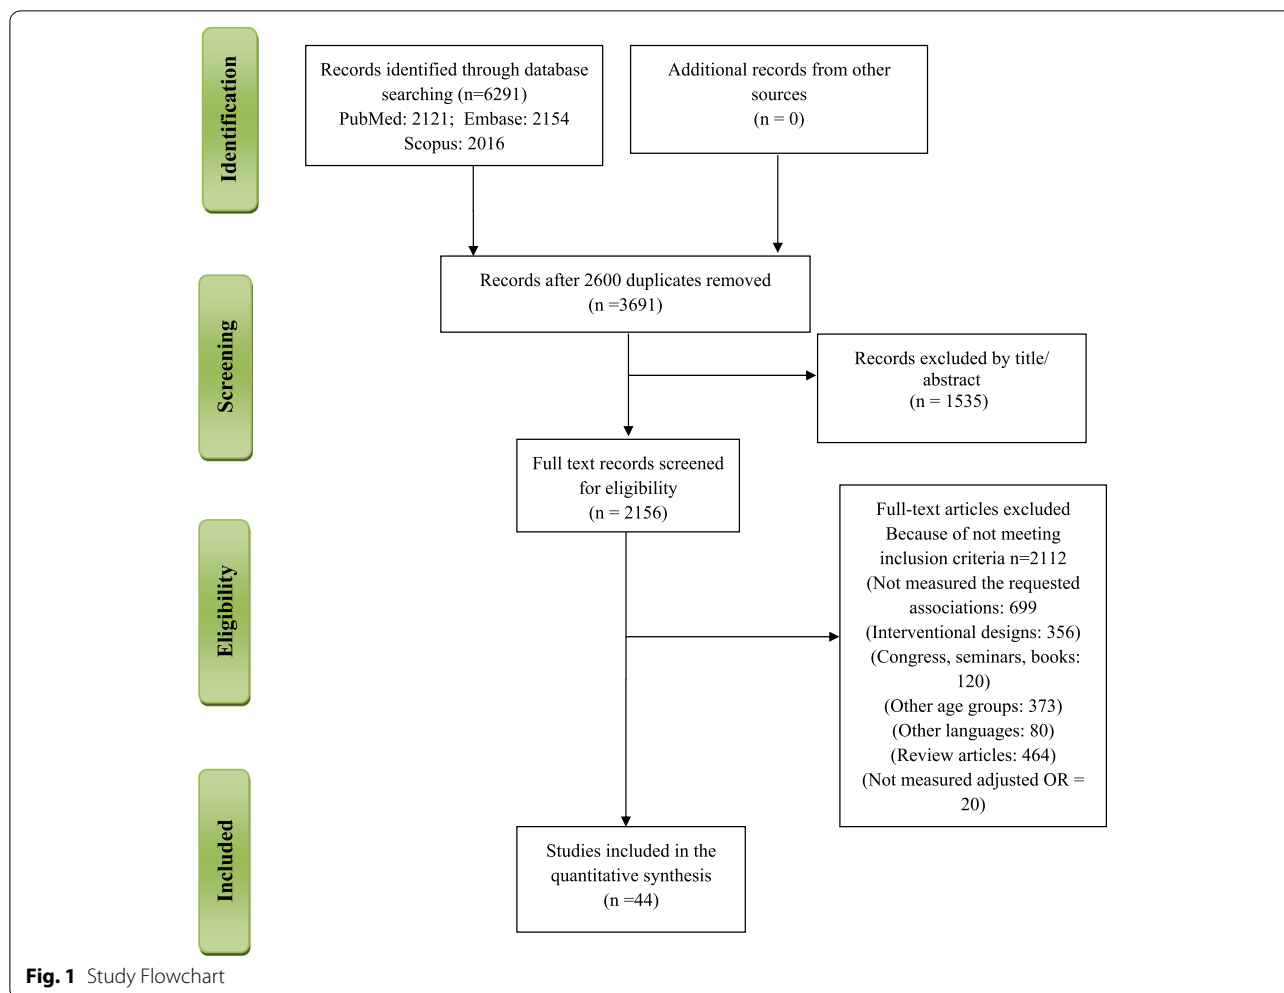 Identification
Records identified through database
searching (n=6291)
PubMed: 2121;  Embase: 2154
Scopus: 2016
Additional records from other
sources
(n = 0)
Screening
Records after 2600 duplicates removed
(n =3691)
Records excluded by title/
abstract
(n = 1535)
Full text records screened
for eligibility
(n = 2156)
Eligibility
Full-text articles excluded
Because of not meeting
inclusion criteria n=2112
(Not measured the requested
associations: 699
(Interventional designs: 356)
(Congress, seminars, books:
120)
(Other age groups: 373)
(Other languages: 80)
(Review articles: 464)
(Not measured adjusted OR =
20)
Included
Studies included in the
quantitative synthesis
(n =44)
Fig. 1 Study Flowchart